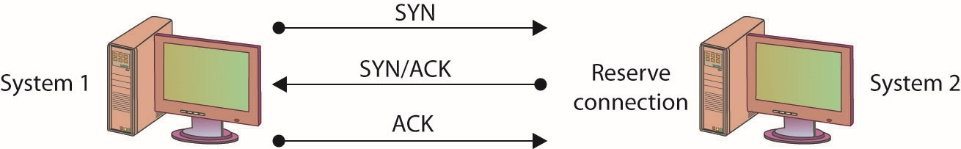 SYN
System 1
SYN/ACK
Reserve
connection
System 2
ACK